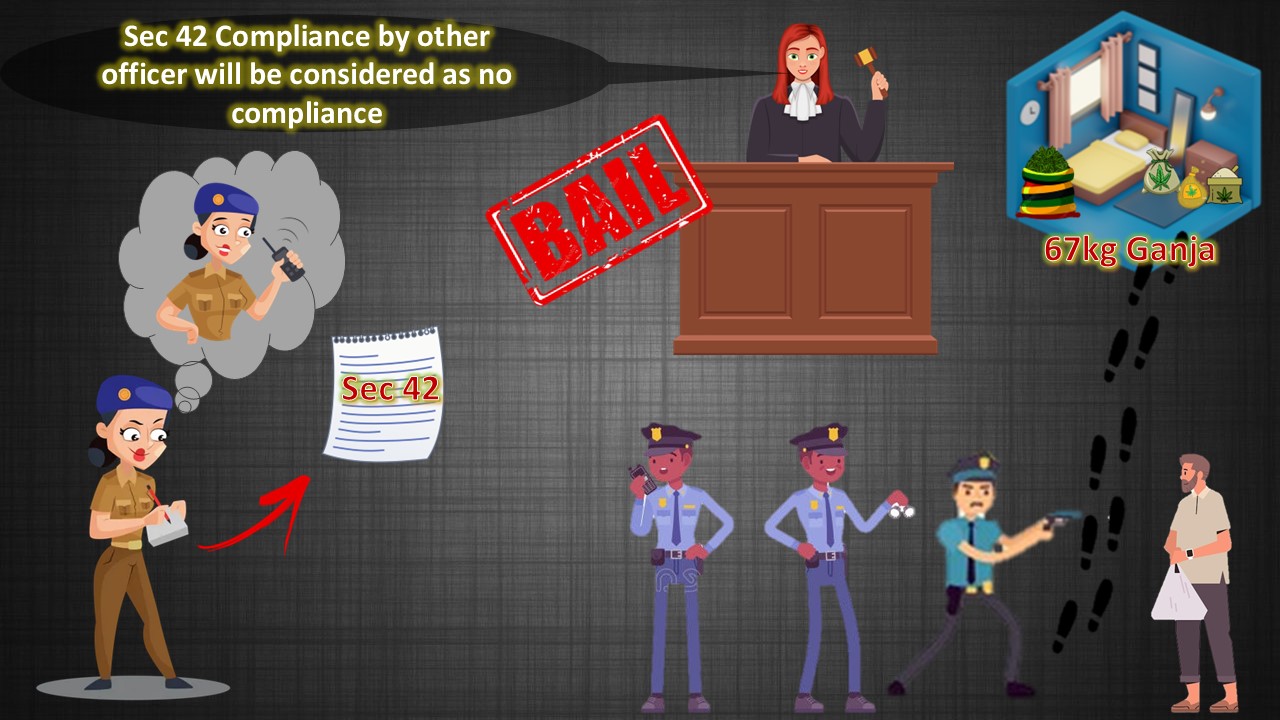 Sec 42 Compliance by other
officer will be considered as no
compliance
BAIL
67kg Ganja
Sec 42